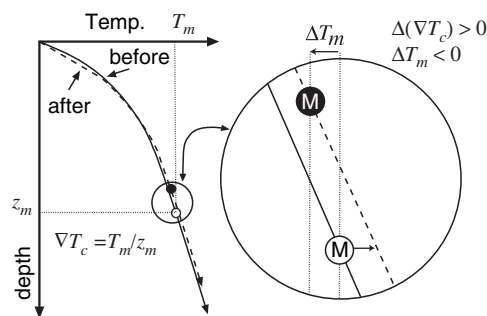 Temp. T_m
before
after
z_m
∇T_c = T_m/z_m
depth
ΔT_m
Δ(∇T_c) > 0
ΔT_m < 0
M
M